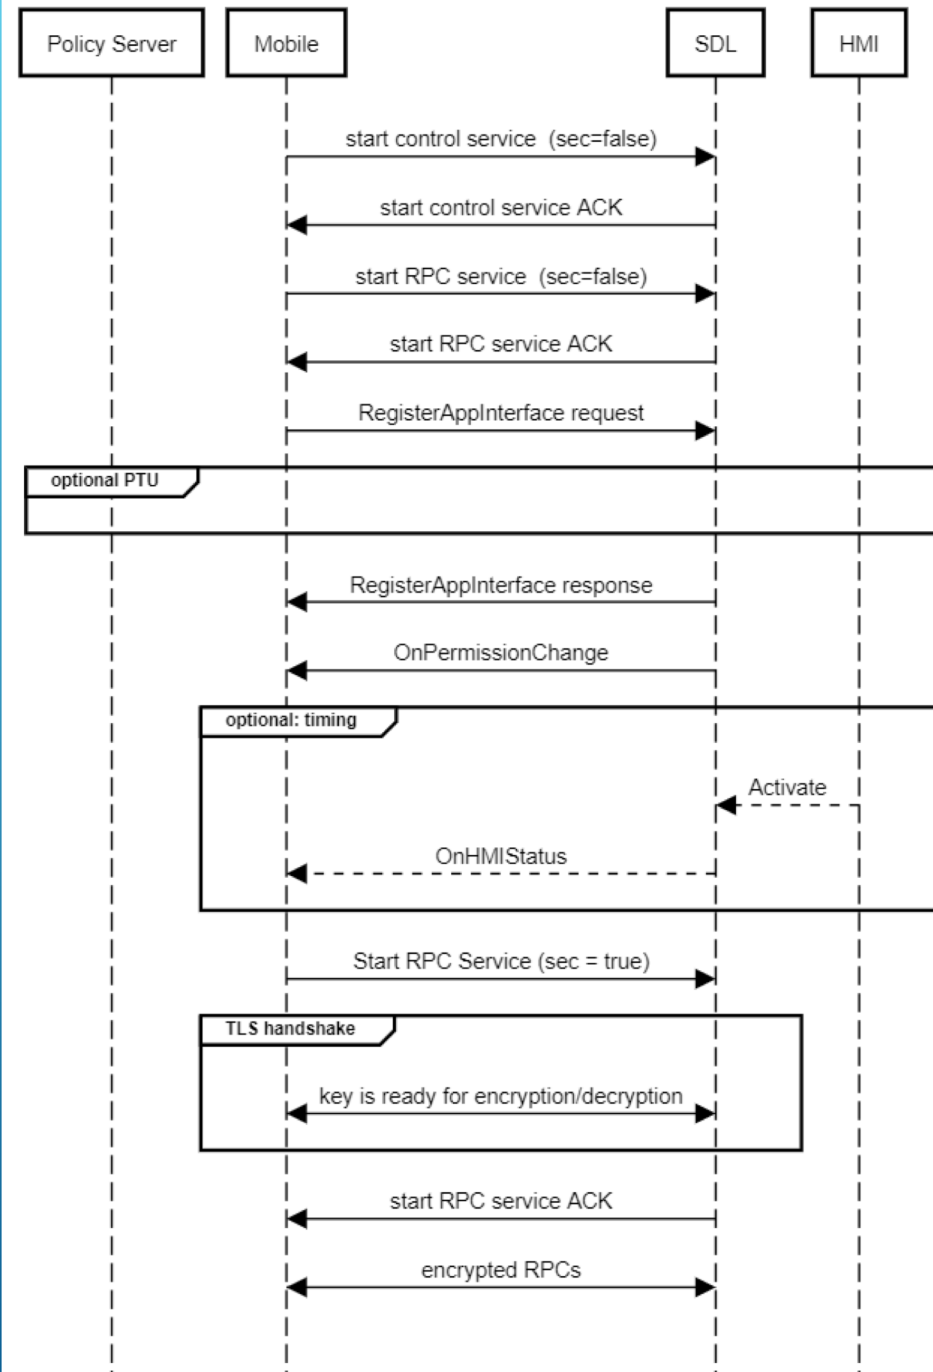 Policy Server
Mobile
SDL
HMI
start control service  (sec=false)
start control service ACK
start RPC service  (sec=false)
start RPC service ACK
RegisterAppInterface request
optional PTU
RegisterAppInterface response
OnPermissionChange
optional: timing
Activate
OnHMIStatus
Start RPC Service (sec = true)
TLS handshake
key is ready for encryption/decryption
start RPC service ACK
encrypted RPCs